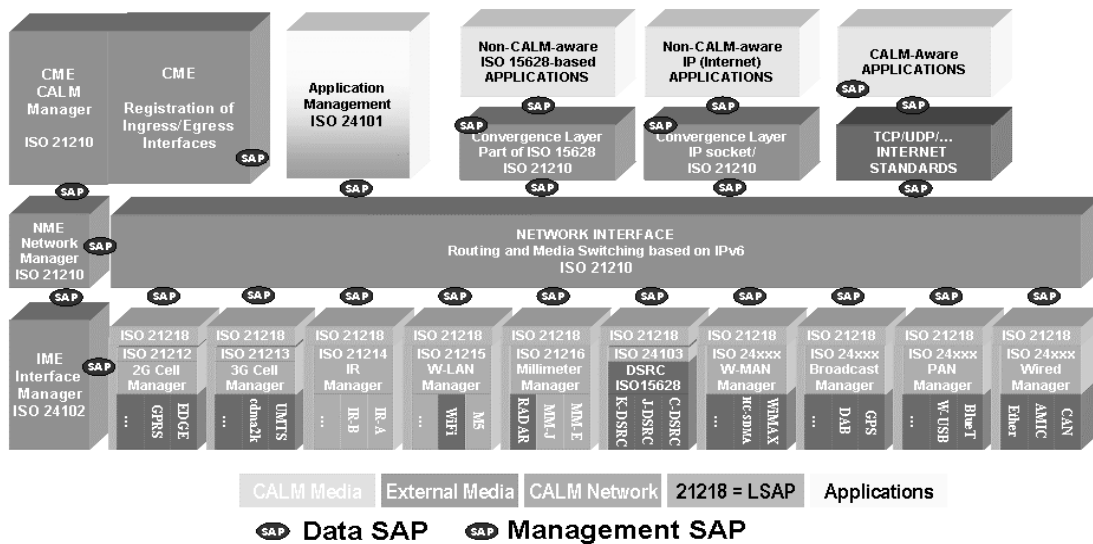 CME
CALM
Manager
ISO 21210
CME
Registration of
Ingress/Egress
Interfaces
SAP
Application
Management
ISO 24101
Non-CALM-aware
ISO 15628-based
APPLICATIONS
SAP
SAP
Convergence Layer
Part of ISO 15628
ISO 21210
Non-CALM-aware
IP (Internet)
APPLICATIONS
SAP
SAP
Convergence Layer
IP socket/
ISO 21210
CALM-Aware
APPLICATIONS
SAP
SAP
TCP/UDP/...
INTERNET
STANDARDS
SAP
SAP
SAP
SAP
SAP
NME
Network
Manager
ISO 21210
SAP
NETWORK INTERFACE
Routing and Media Switching based on IPv6
ISO 21210
SAP
SAP
SAP
SAP
SAP
SAP
SAP
SAP
SAP
SAP
SAP
IME
Interface
Manager
ISO 24102
SAP
ISO 21218
ISO 21212
2G Cell
Manager
...
GPRS
EDGE
ISO 21218
ISO 21213
3G Cell
Manager
...
cdma2k
UMTS
ISO 21218
ISO 21214
IR
Manager
...
IR-B
IR-A
ISO 21218
ISO 21215
W-LAN
Manager
...
WiFi
M5
ISO 21218
ISO 21216
Millimeter
Manager
RADAR
MM-J
MM-E
ISO 21218
ISO 24103
DSRC
ISO15628
K-DSRC
J-DSRC
C-DSRC
ISO 21218
ISO 24xxx
W-MAN
Manager
...
HC-SDMA
WiMAX
ISO 21218
ISO 24xxx
Broadcast
Manager
...
DAB
GPS
ISO 21218
ISO 24xxx
PAN
Manager
...
W-USB
BlueT
ISO 21218
ISO 24xxx
Wired
Manager
Ether
AMIC
CAN
CALM Media
External Media
CALM Network
21218 = LSAP
Applications
SAP Data SAP
SAP Management SAP